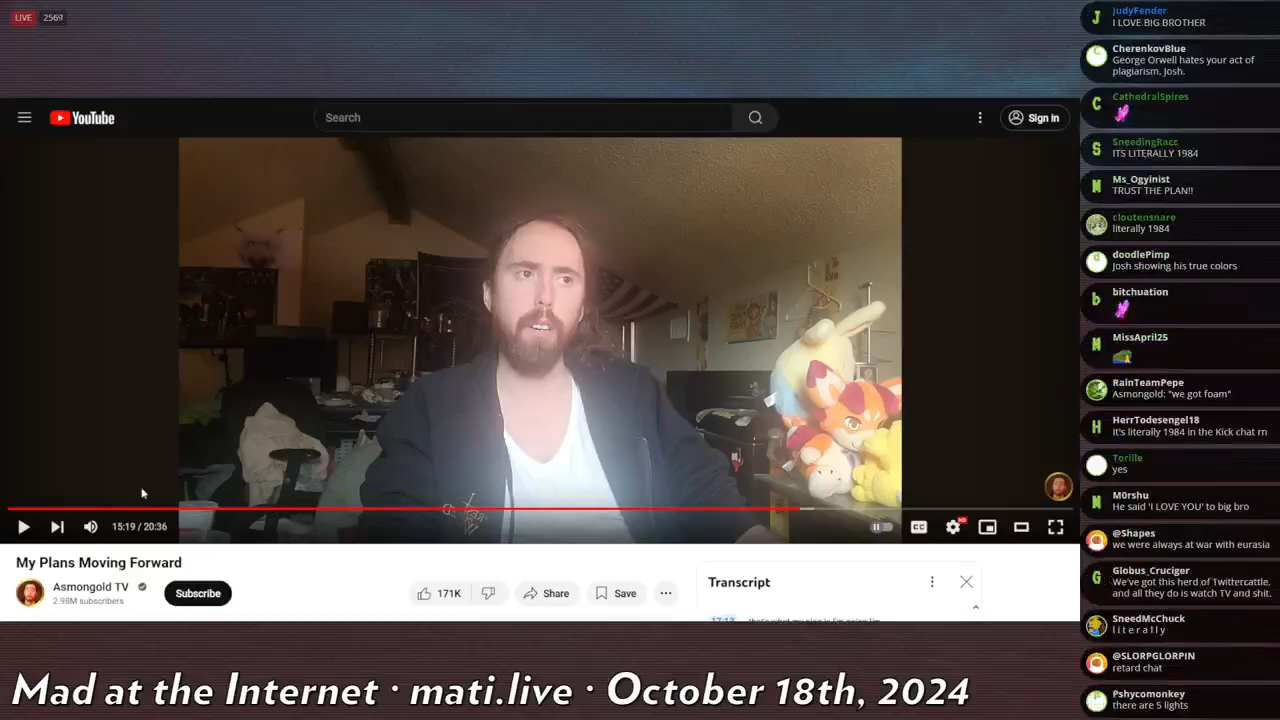 LIVE 2569
YouTube
Search
Sign in
15:19 / 20:36
My Plans Moving Forward
Asmongold TV
2.98M subscribers
Subscribe
171K
Share
Save
Transcript
JudyFender
I LOVE BIG BROTHER
CherenkovBlue
George Orwell hates your act of
plagiarism, Josh.
CathedralSpires
SneedingRacc
ITS LITERALLY 1984
Ms_Ogyinist
TRUST THE PLAN!!
cloutensnare
literally 1984
doodlePimp
Josh showing his true colors
bitchuation
MissApril25
RainTeamPepe
Asmongold: "we got foam"
HerrTodesengel18
It's literally 1984 in the Kick chat rn
Torille
yes
M0rshu
He said 'I LOVE YOU' to big bro
@Shapes
we were always at war with eurasia
Globus_Cruciger
We've got this herd of Twittercattle,
and all they do is watch TV and shit.
SneedMcChuck
l i t e r a l l y
@SLORPGLORPIN
retard chat
Pshycomonkey
there are 5 lights
Mad at the Internet · mati.live · October 18th, 2024